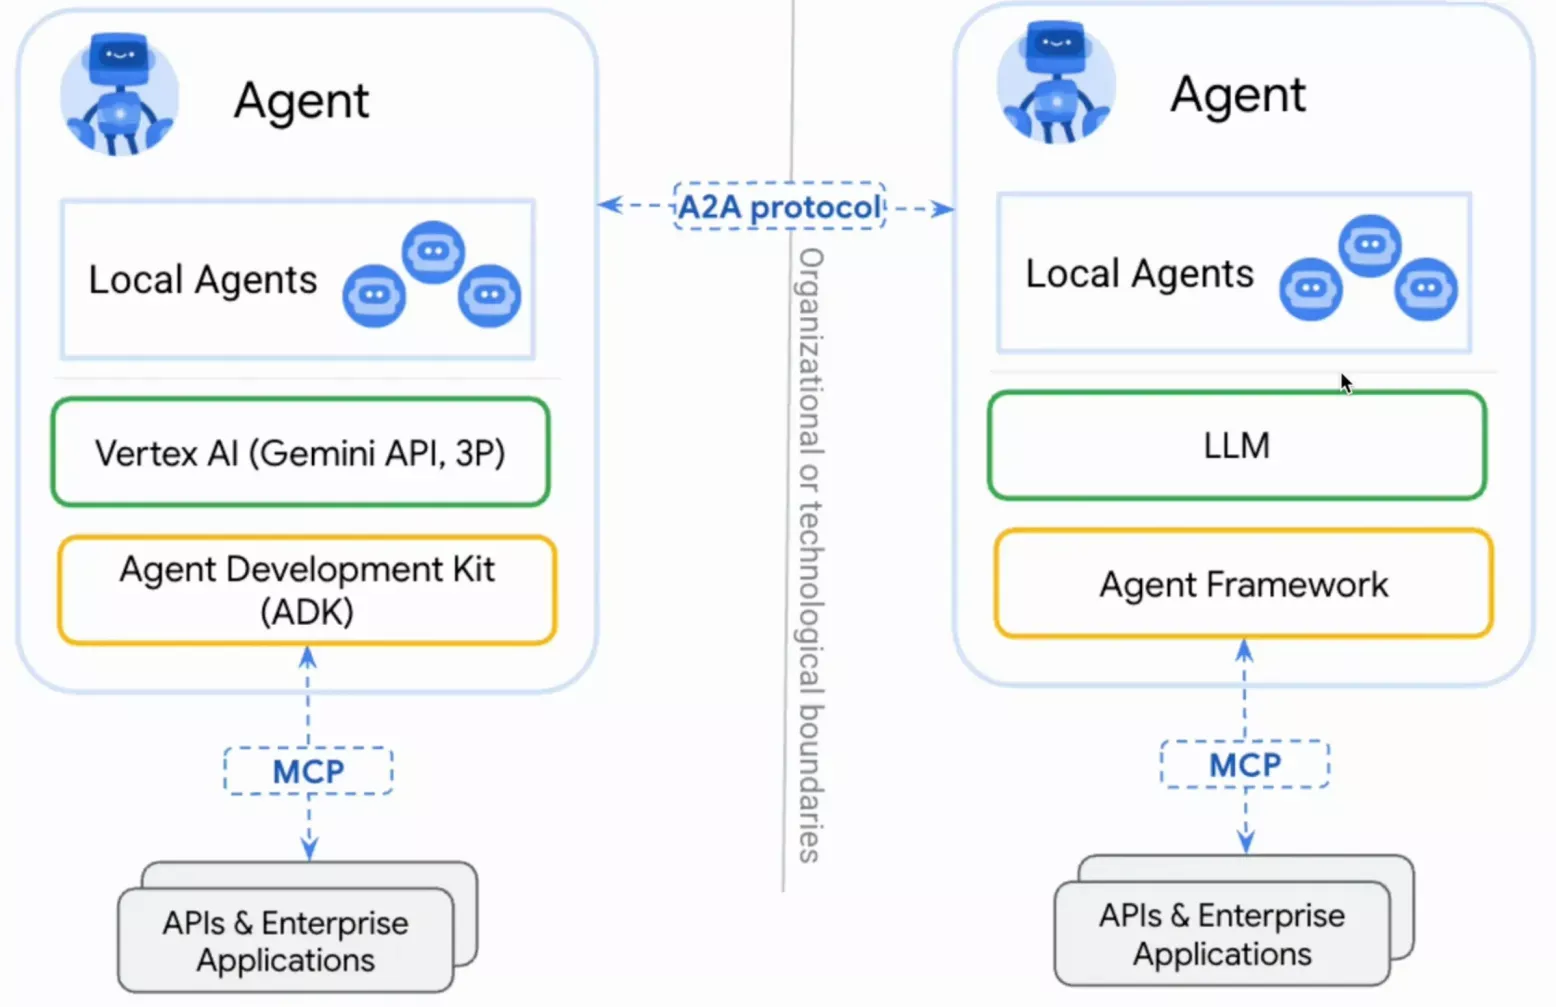 Agent
Local Agents
Vertex AI (Gemini API, 3P)
Agent Development Kit
(ADK)
MCP
APIs & Enterprise
Applications
A2A protocol
Organizational or technological boundaries
Agent
Local Agents
LLM
Agent Framework
MCP
APIs & Enterprise
Applications